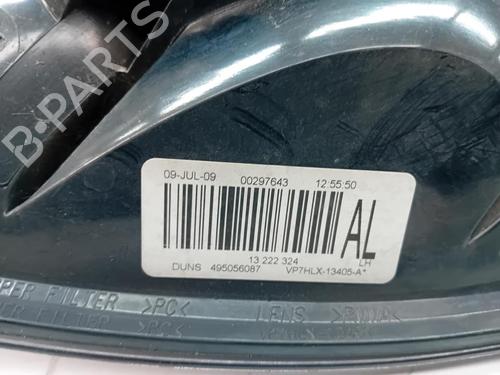 B-PARTS
09-JUL-09 00297643 12:55:50
13 222 324
AL
LH
DUNS 495056087 VP7HLX-13405-A*
FILLER >PC< LENS